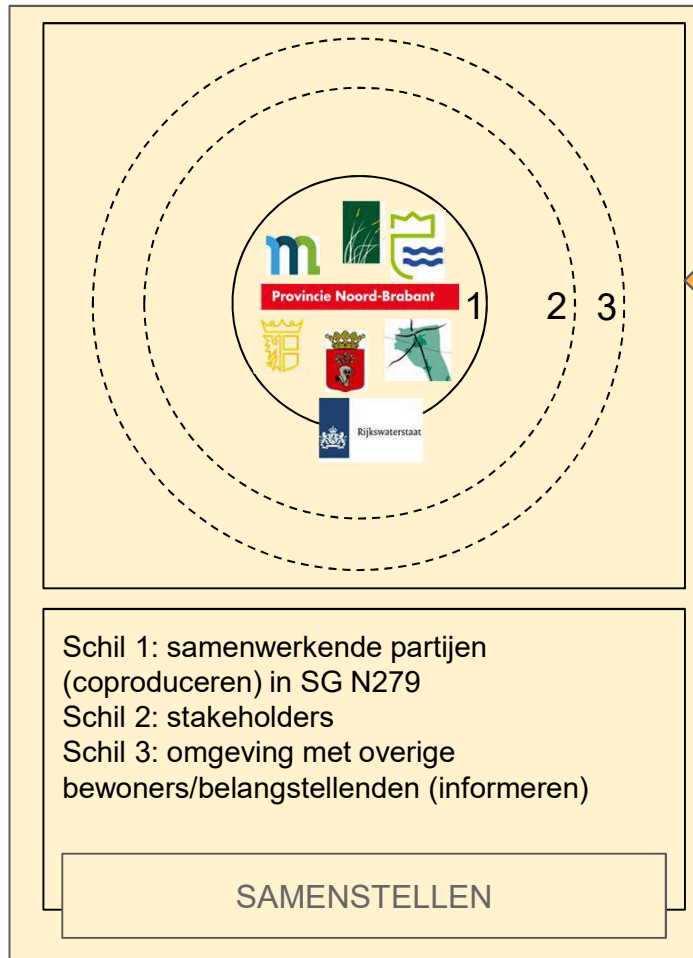 Provincie Noord-Brabant
1 2 3
Rijkswaterstaat
Schil 1: samenwerkende partijen
(coproduceren) in SG N279
Schil 2: stakeholders
Schil 3: omgeving met overige
bewoners/belangstellenden (informeren)
SAMENSTELLEN